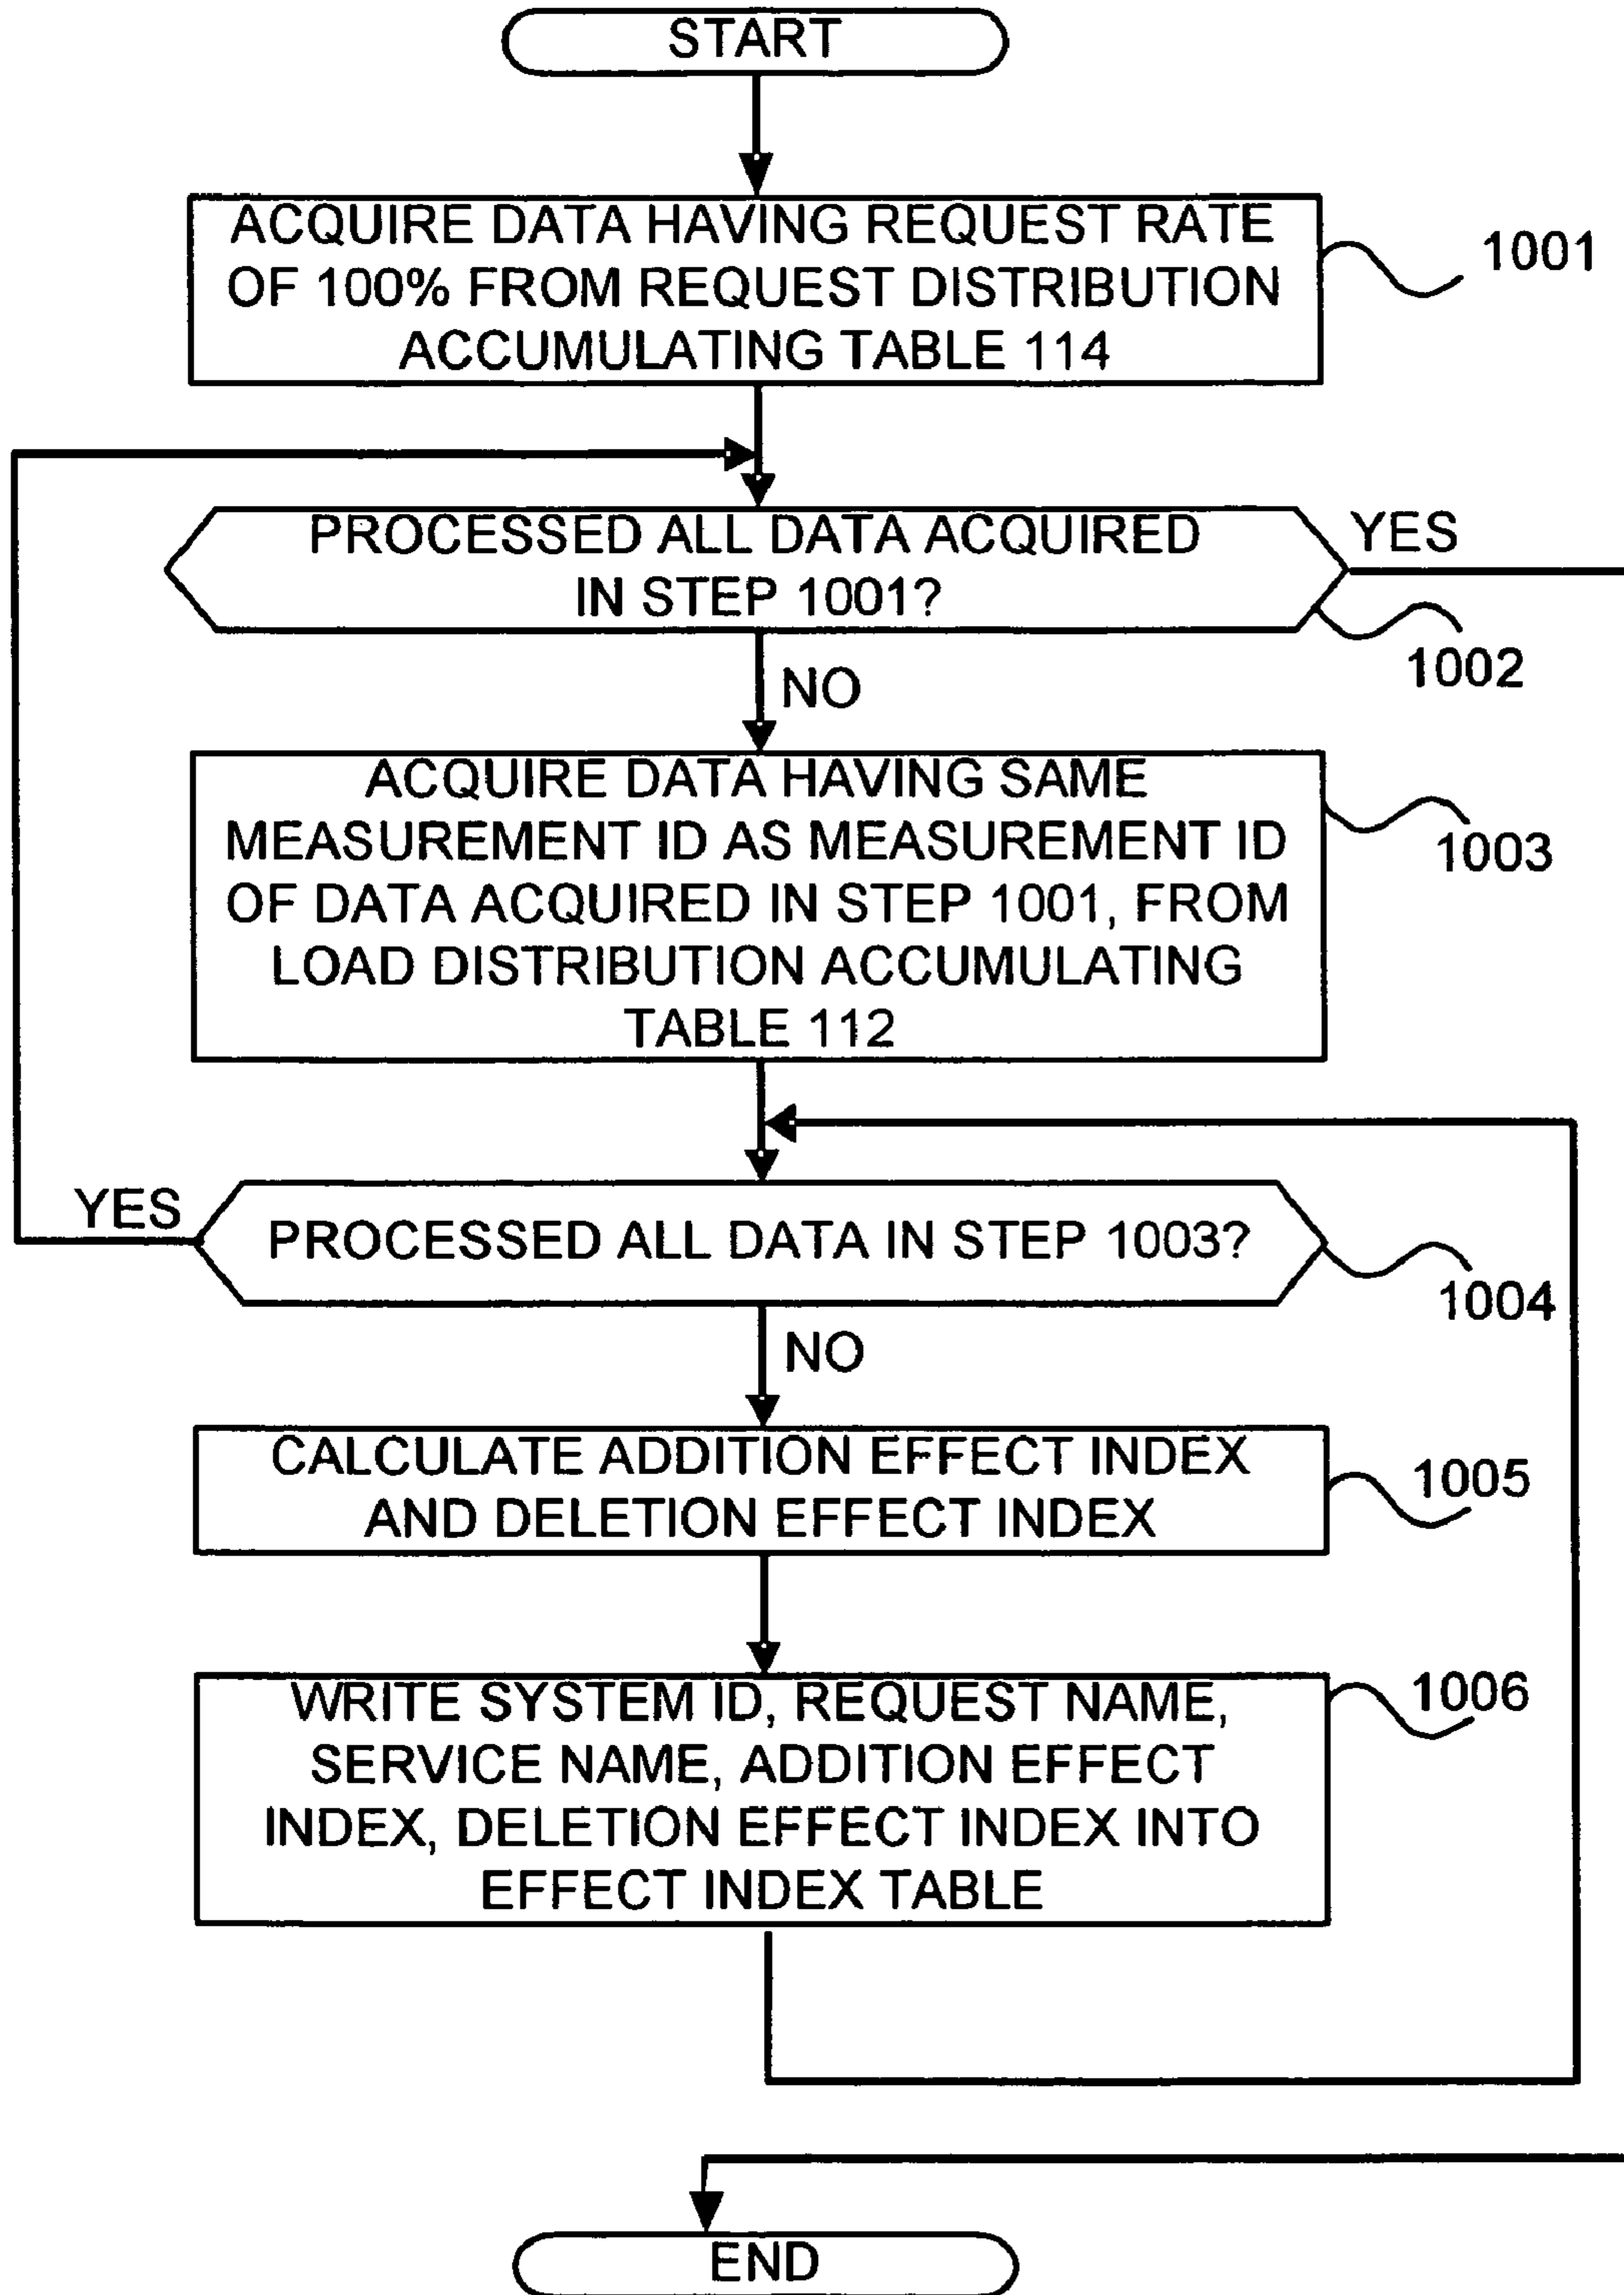 START
ACQUIRE DATA HAVING REQUEST RATE
OF 100% FROM REQUEST DISTRIBUTION
ACCUMULATING TABLE 114
1001
PROCESSED ALL DATA ACQUIRED
IN STEP 1001?
YES
1002
NO
ACQUIRE DATA HAVING SAME
MEASUREMENT ID AS MEASUREMENT ID
OF DATA ACQUIRED IN STEP 1001, FROM
LOAD DISTRIBUTION ACCUMULATING
TABLE 112
1003
YES
PROCESSED ALL DATA IN STEP 1003?
1004
NO
CALCULATE ADDITION EFFECT INDEX
AND DELETION EFFECT INDEX
1005
WRITE SYSTEM ID, REQUEST NAME,
SERVICE NAME, ADDITION EFFECT
INDEX, DELETION EFFECT INDEX INTO
EFFECT INDEX TABLE
1006
END